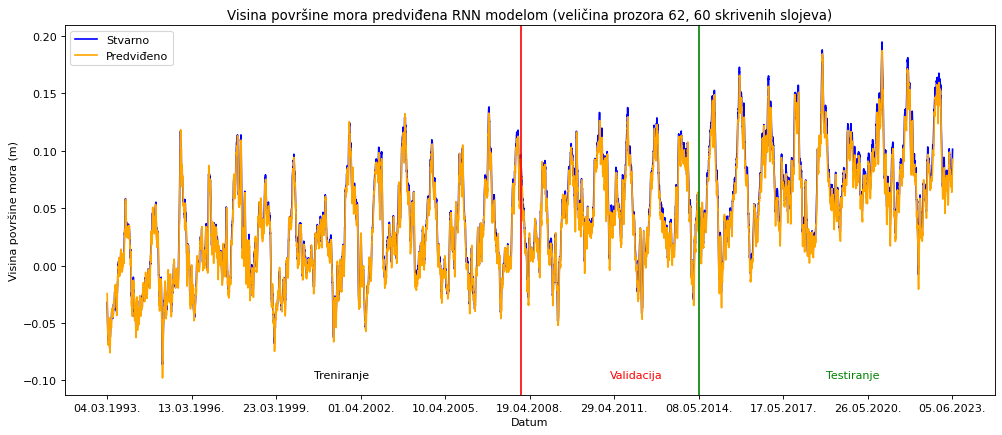 Visina površine mora predviđena RNN modelom (veličina prozora 62, 60 skrivenih slojeva)
Stvarno
Predviđeno
Visina površine mora (m)
0.20
0.15
0.10
0.05
0.00
−0.05
−0.10
Treniranje
Validacija
Testiranje
04.03.1993.
13.03.1996.
23.03.1999.
01.04.2002.
10.04.2005.
19.04.2008.
29.04.2011.
08.05.2014.
17.05.2017.
26.05.2020.
05.06.2023.
Datum